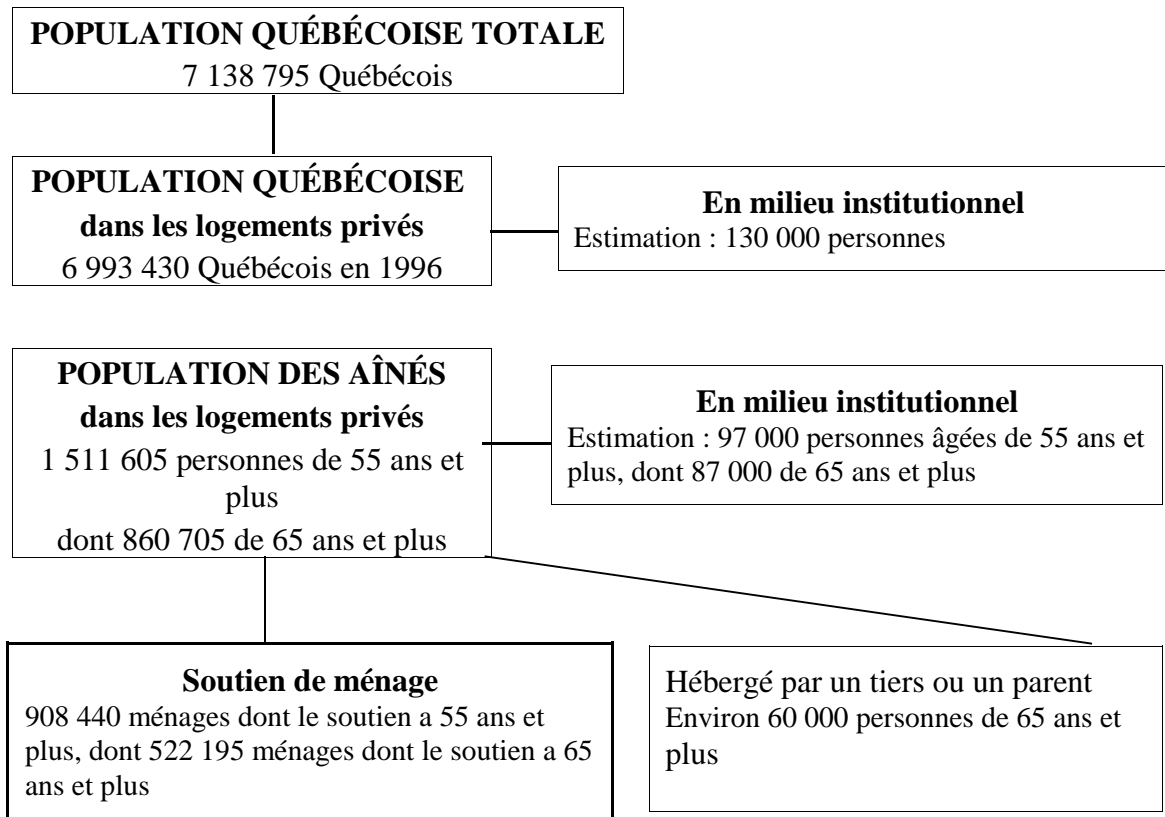 POPULATION QUÉBÉCOISE TOTALE
7 138 795 Québécois
POPULATION QUÉBÉCOISE
dans les logements privés
6 993 430 Québécois en 1996
En milieu institutionnel
Estimation : 130 000 personnes
POPULATION DES AÎNÉS
dans les logements privés
1 511 605 personnes de 55 ans et
plus
dont 860 705 de 65 ans et plus
En milieu institutionnel
Estimation : 97 000 personnes âgées de 55 ans et
plus, dont 87 000 de 65 ans et plus
Soutien de ménage
908 440 ménages dont le soutien a 55 ans et
plus, dont 522 195 ménages dont le soutien a 65
ans et plus
Hébergé par un tiers ou un parent
Environ 60 000 personnes de 65 ans et
plus